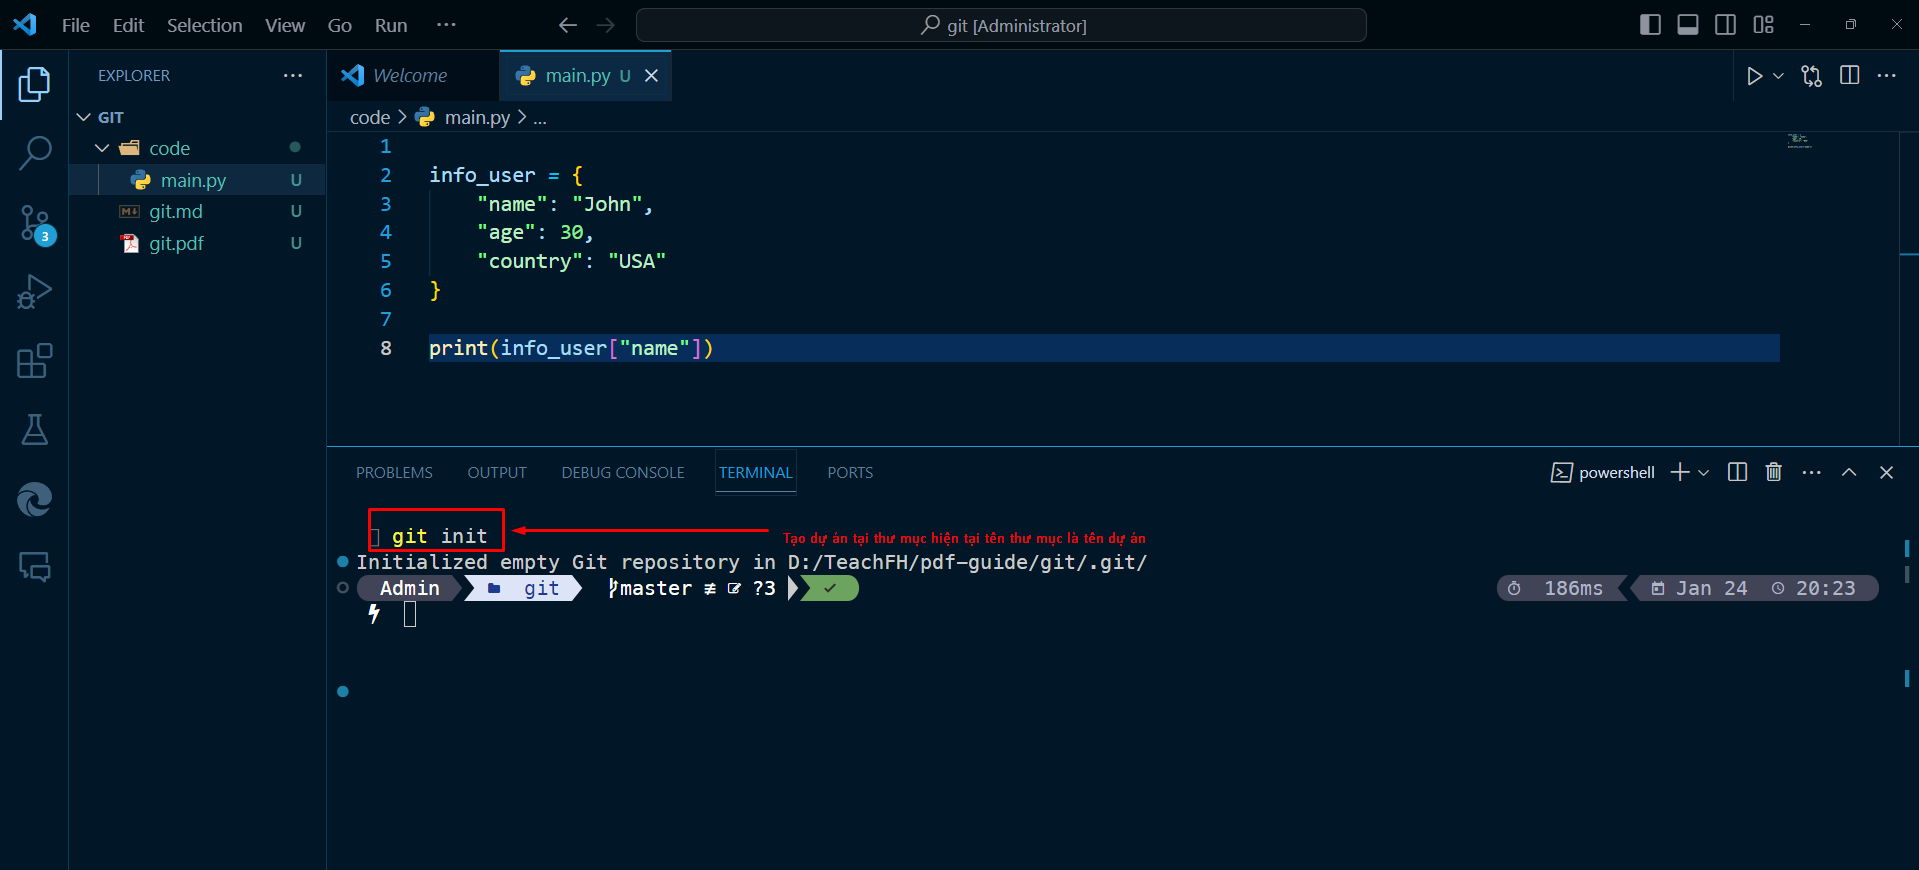 File Edit Selection View Go Run ··· git [Administrator]
EXPLORER ···
GIT
code
main.py U
git.md U
git.pdf U
3
Welcome main.py U
code > main.py > ...
1
2 info_user = {
3 "name": "John",
4 "age": 30,
5 "country": "USA"
6 }
7
8 print(info_user["name"])
PROBLEMS OUTPUT DEBUG CONSOLE TERMINAL PORTS powershell
git init
Tạo dự án tại thư mục hiện tại tên thư mục là tên dự án
Initialized empty Git repository in D:/TeachFH/pdf-guide/git/.git/
Admin git master ≢ ?3 ✓ 186ms Jan 24 20:23